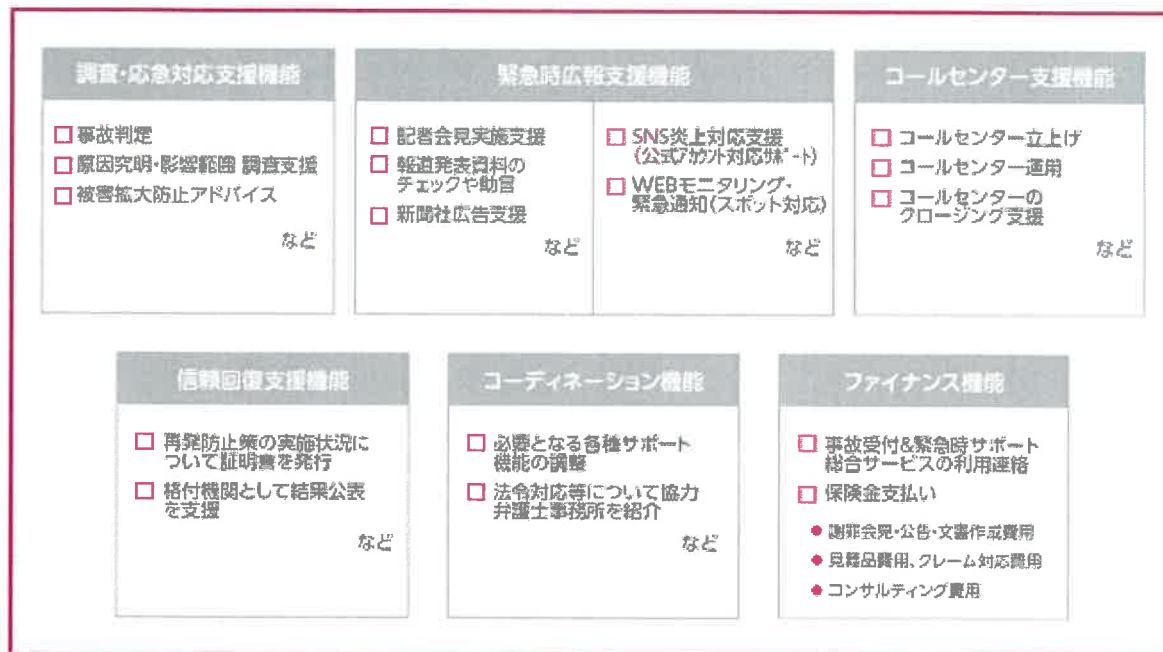 調査・応急対応支援機能
事故判定
原因究明・影響範囲 調査支援
被害拡大防止アドバイス
など
緊急時広報支援機能
記者会見実施支援
報道発表資料の
チェックや助言
新聞社広告支援
など
SNS炎上対応支援
(公式アカウント対応サポート)
WEBモニタリング・
緊急通知(スポット対応)
など
コールセンター支援機能
コールセンター立上げ
コールセンター運用
コールセンターの
クロージング支援
など
信頼回復支援機能
再発防止策の実施状況に
ついて証明書を発行
格付機関として結果公表
を支援
など
コーディネーション機能
必要となる各種サポート
機能の調整
法令対応等について協力
弁護士事務所を紹介
など
ファイナンス機能
事故受付&緊急時サポート
総合サービスの利用連絡
保険金支払い
謝罪会見・公告・文書作成費用
見舞品費用、クレーム対応費用
コンサルティング費用